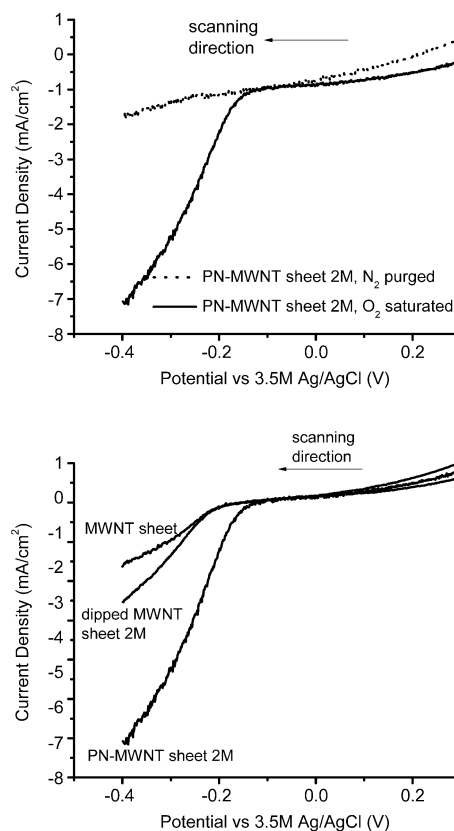 scanning
direction
1
0
-1
-2
-3
-4
-5
-6
-7
-8
Current Density (mA/cm²)
PN-MWNT sheet 2M, N₂ purged
PN-MWNT sheet 2M, O₂ saturated
-0.4
-0.2
0.0
0.2
Potential vs 3.5M Ag/AgCl (V)
scanning
direction
1
0
-1
-2
-3
-4
-5
-6
-7
-8
Current Density (mA/cm²)
MWNT sheet
dipped MWNT
sheet 2M
PN-MWNT sheet 2M
-0.4
-0.2
0.0
0.2
Potential vs 3.5M Ag/AgCl (V)